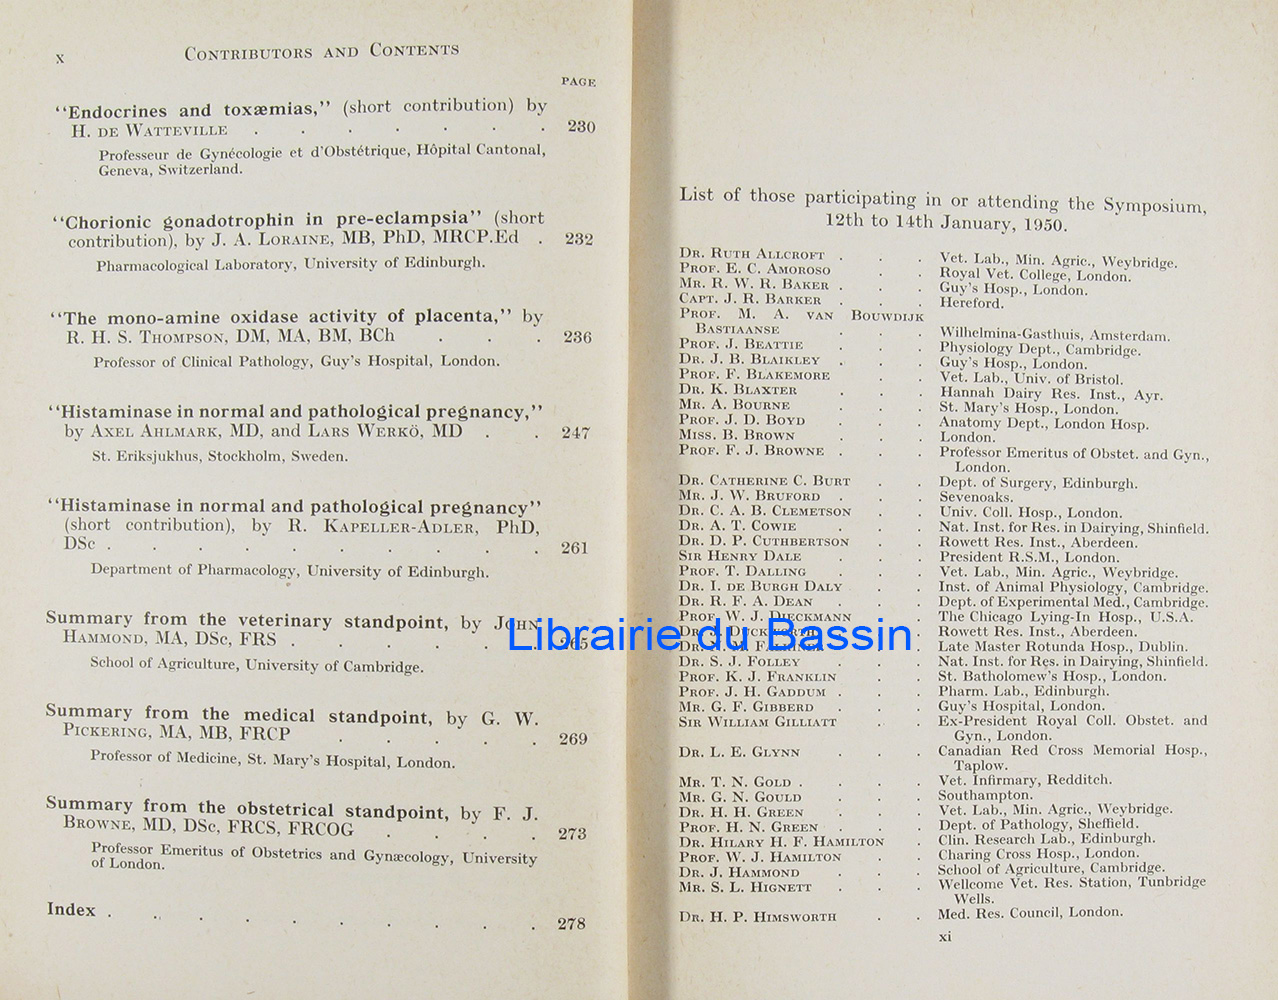 x CONTRIBUTORS AND CONTENTS
PAGE
"Endocrines and toxæmias," (short contribution) by
H. DE WATTEVILLE . . . . . . . 230
Professeur de Gynécologie et d'Obstétrique, Hôpital Cantonal,
Geneva, Switzerland.
"Chorionic gonadotrophin in pre-eclampsia" (short
contribution), by J. A. LORAINE, MB, PhD, MRCP.Ed . 232
Pharmacological Laboratory, University of Edinburgh.
"The mono-amine oxidase activity of placenta," by
R. H. S. THOMPSON, DM, MA, BM, BCh . . . 236
Professor of Clinical Pathology, Guy's Hospital, London.
"Histaminase in normal and pathological pregnancy,"
by AXEL AHLMARK, MD, and LARS WERKÖ, MD . . 247
St. Eriksjukhus, Stockholm, Sweden.
"Histaminase in normal and pathological pregnancy"
(short contribution), by R. KAPELLER-ADLER, PhD,
DSc . . . . . . . . . . 261
Department of Pharmacology, University of Edinburgh.
Summary from the veterinary standpoint, by JOHN
HAMMOND, MA, DSc, FRS . . . . . . 265
School of Agriculture, University of Cambridge.
Summary from the medical standpoint, by G. W.
PICKERING, MA, MB, FRCP . . . . . 269
Professor of Medicine, St. Mary's Hospital, London.
Summary from the obstetrical standpoint, by F. J.
BROWNE, MD, DSc, FRCS, FRCOG . . . . 273
Professor Emeritus of Obstetrics and Gynæcology, University
of London.
Index . . . . . . . . . . 278
List of those participating in or attending the Symposium,
12th to 14th January, 1950.
DR. RUTH ALLCROFT . . . Vet. Lab., Min. Agric., Weybridge.
PROF. E. C. AMOROSO . . Royal Vet. College, London.
MR. R. W. R. BAKER . . . Guy's Hosp., London.
CAPT. J. R. BARKER . . . Hereford.
PROF. M. A. VAN BOUWDIJK
BASTIAANSE . . . Wilhelmina-Gasthuis, Amsterdam.
PROF. J. BEATTIE . . . Physiology Dept., Cambridge.
DR. J. B. BLAIKLEY . . . Guy's Hosp., London.
PROF. F. BLAKEMORE . . Vet. Lab., Univ. of Bristol.
DR. K. BLAXTER . . . Hannah Dairy Res. Inst., Ayr.
MR. A. BOURNE . . . St. Mary's Hosp., London.
PROF. J. D. BOYD . . . Anatomy Dept., London Hosp.
MISS. B. BROWN . . . London.
PROF. F. J. BROWNE . . . Professor Emeritus of Obstet. and Gyn.,
London.
DR. CATHERINE C. BURT . . Dept. of Surgery, Edinburgh.
MR. J. W. BRUFORD . . . Sevenoaks.
DR. C. A. B. CLEMETSON . . Univ. Coll. Hosp., London.
DR. A. T. COWIE . . . Nat. Inst. for Res. in Dairying, Shinfield.
DR. D. P. CUTHBERTSON . . Rowett Res. Inst., Aberdeen.
SIR HENRY DALE . . . President R.S.M., London.
PROF. T. DALLING . . . Vet. Lab., Min. Agric., Weybridge.
DR. I. DE BURGH DALY . . Inst. of Animal Physiology, Cambridge.
DR. R. F. A. DEAN . . . Dept. of Experimental Med., Cambridge.
PROF. W. J. DIECKMANN . . The Chicago Lying-In Hosp., U.S.A.
DR. J. DUCKWORTH . . Rowett Res. Inst., Aberdeen.
DR. N. M. FALKINER . . Late Master Rotunda Hosp., Dublin.
DR. S. J. FOLLEY . . . Nat. Inst. for Res. in Dairying, Shinfield.
PROF. K. J. FRANKLIN . . St. Batholomew's Hosp., London.
PROF. J. H. GADDUM . . . Pharm. Lab., Edinburgh.
MR. G. F. GIBBERD . . . Guy's Hospital, London.
SIR WILLIAM GILLIATT . . Ex-President Royal Coll. Obstet. and
Gyn., London.
DR. L. E. GLYNN . . . Canadian Red Cross Memorial Hosp.,
Taplow.
MR. T. N. GOLD . . . . Vet. Infirmary, Redditch.
MR. G. N. GOULD . . . Southampton.
DR. H. H. GREEN . . . Vet. Lab., Min. Agric., Weybridge.
PROF. H. N. GREEN . . . Dept. of Pathology, Sheffield.
DR. HILARY H. F. HAMILTON . Clin. Research Lab., Edinburgh.
PROF. W. J. HAMILTON . . Charing Cross Hosp., London.
DR. J. HAMMOND . . . School of Agriculture, Cambridge.
MR. S. L. HIGNETT . . . Wellcome Vet. Res. Station, Tunbridge
Wells.
DR. H. P. HIMSWORTH . . Med. Res. Council, London.
xi
Librairie du Bassin